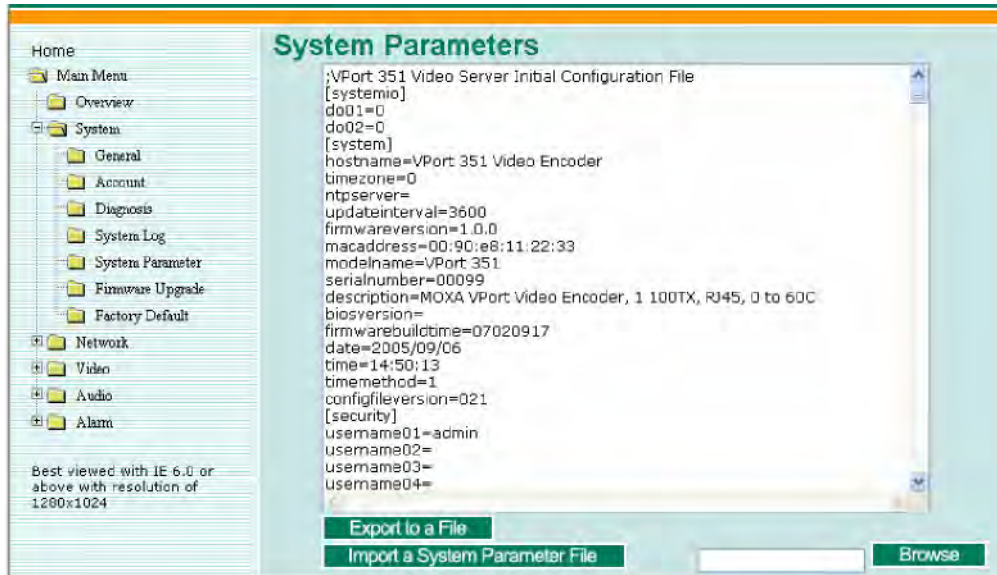 Home
Main Menu
Overview
System
General
Account
Diagnosis
System Log
System Parameter
Firmware Upgrade
Factory Default
Network
Video
Audio
Alarm
Best viewed with IE 6.0 or
above with resolution of
1280x1024
System Parameters
;VPort 351 Video Server Initial Configuration File
[systemio]
do01=0
do02=0
[system]
hostname=VPort 351 Video Encoder
timezone=0
ntpserver=
updateinterval=3600
firmwareversion=1.0.0
macaddress=00:90:e8:11:22:33
modelname=VPort 351
serialnumber=00099
description=MOXA VPort Video Encoder, 1 100TX, RJ45, 0 to 60C
biosversion=
firmwarebuildtime=07020917
date=2005/09/06
time=14:50:13
timemethod=1
configfileversion=021
[security]
username01=admin
username02=
username03=
username04=
Export to a File
Import a System Parameter File
Browse